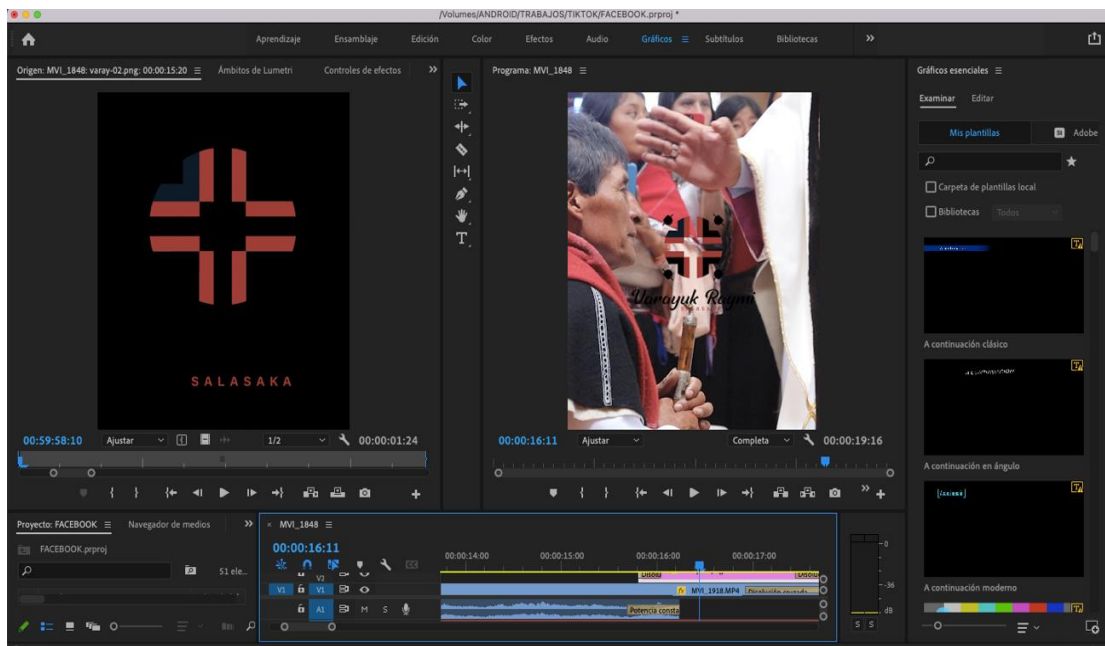 /Volumes/ANDROID/TRABAJOS/TIKTOK/FACEBOOK.prproj *
Aprendizaje Ensamblaje Edición Color Efectos Audio Gráficos Subtítulos Bibliotecas
Origen: MVI_1848: varay-02.png: 00:00:15:20 Ámbitos de Lumetri Controles de efectos
SALASAKA
00:59:58:10 Ajustar 1/2 00:00:01:24
Programa: MVI_1848
Varayuk Raymi
00:00:16:11 Ajustar Completa 00:00:19:16
Gráficos esenciales
Examinar Editar
Mis plantillas Adobe
Carpeta de plantillas local
Bibliotecas Todos
A continuación clásico
A continuación en ángulo
A continuación moderno
Proyecto: FACEBOOK Navegador de medios
FACEBOOK.prproj
51 ele...
× MVI_1848
00:00:16:11
00:00:14:00 00:00:15:00 00:00:16:00 00:00:17:00
V3
V1 V1 fx MVI_1918.MP4 Disolución cruzada
A1 M S Potencia consta
0
-36
dB
S S